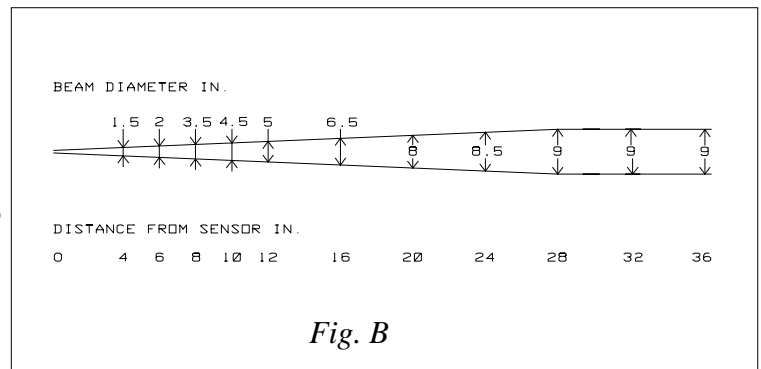 BEAM DIAMETER IN.
1.5 2 3.5 4.5 5 6.5
8 8.5 9 9 9
DISTANCE FROM SENSOR IN.
0 4 6 8 10 12 16 20 24 28 32 36
Fig. B